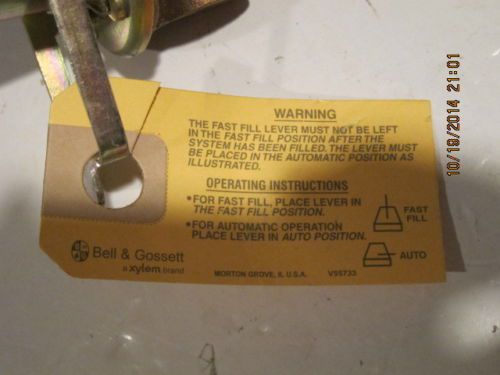 WARNING
THE FAST FILL LEVER MUST NOT BE LEFT
IN THE FAST FILL POSITION AFTER THE
SYSTEM HAS BEEN FILLED. THE LEVER MUST
BE PLACED IN THE AUTOMATIC POSITION AS
ILLUSTRATED.
OPERATING INSTRUCTIONS
•FOR FAST FILL, PLACE LEVER IN
THE FAST FILL POSITION.
•FOR AUTOMATIC OPERATION
PLACE LEVER IN AUTO POSITION.
FAST
FILL
AUTO
Bell & Gossett
a xylem brand
MORTON GROVE, IL U.S.A.
V95733
10/19/2014 21:01